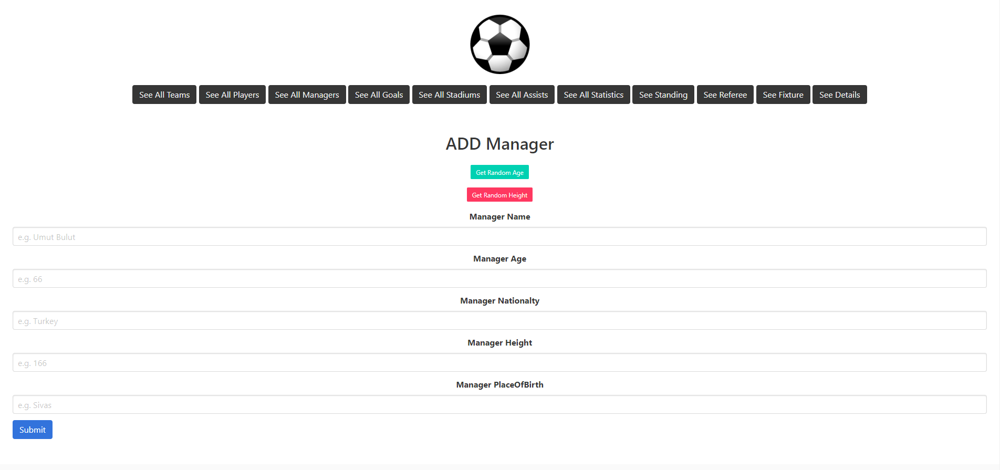 See All Teams See All Players See All Managers See All Goals See All Stadiums See All Assists See All Statistics See Standing See Referee See Fixture See Details
ADD Manager
Get Random Age
Get Random Height
Manager Name
e.g. Umut Bulut
Manager Age
e.g. 66
Manager Nationalty
e.g. Turkey
Manager Height
e.g. 166
Manager PlaceOfBirth
e.g. Sivas
Submit